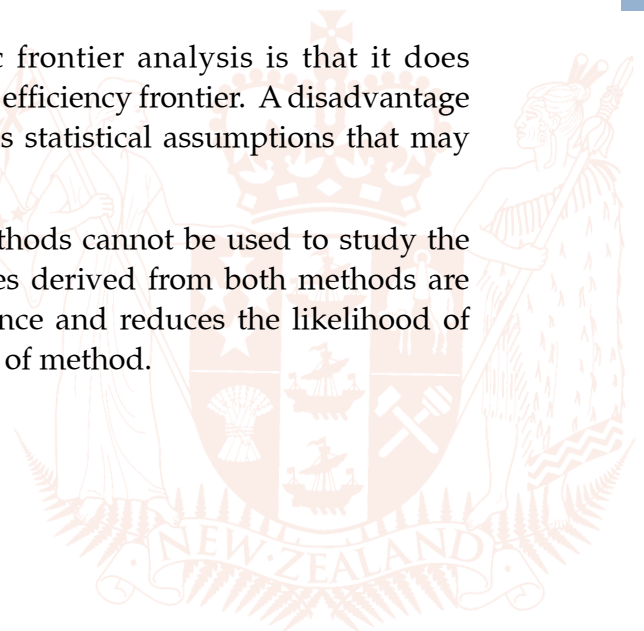 frontier analysis is that it does
efficiency frontier. A disadvantage
s statistical assumptions that may
thods cannot be used to study the
es derived from both methods are
nce and reduces the likelihood of
of method.
NEW·ZEALAND